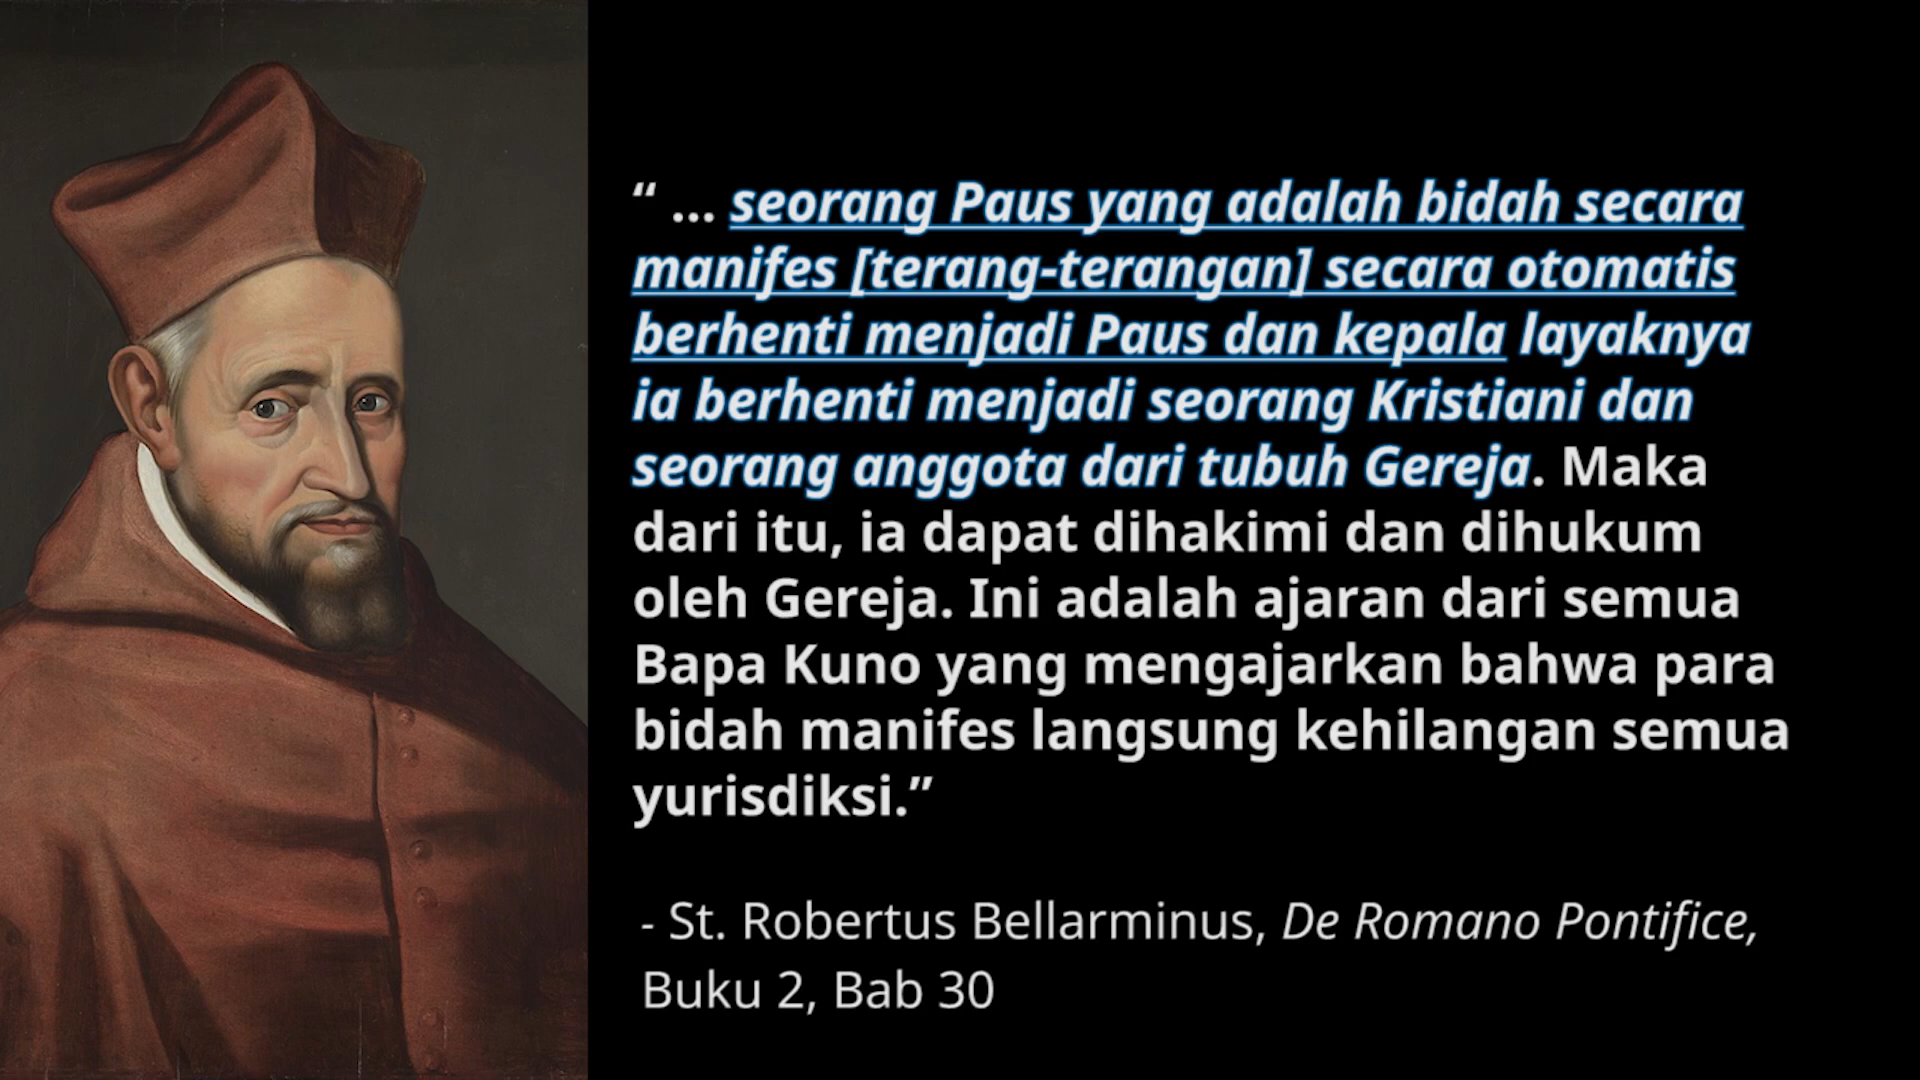 “ ... seorang Paus yang adalah bidah secara
manifes [terang-terangan] secara otomatis
berhenti menjadi Paus dan kepala layaknya
ia berhenti menjadi seorang Kristiani dan
seorang anggota dari tubuh Gereja. Maka
dari itu, ia dapat dihakimi dan dihukum
oleh Gereja. Ini adalah ajaran dari semua
Bapa Kuno yang mengajarkan bahwa para
bidah manifes langsung kehilangan semua
yurisdiksi.”
- St. Robertus Bellarminus, De Romano Pontifice,
Buku 2, Bab 30